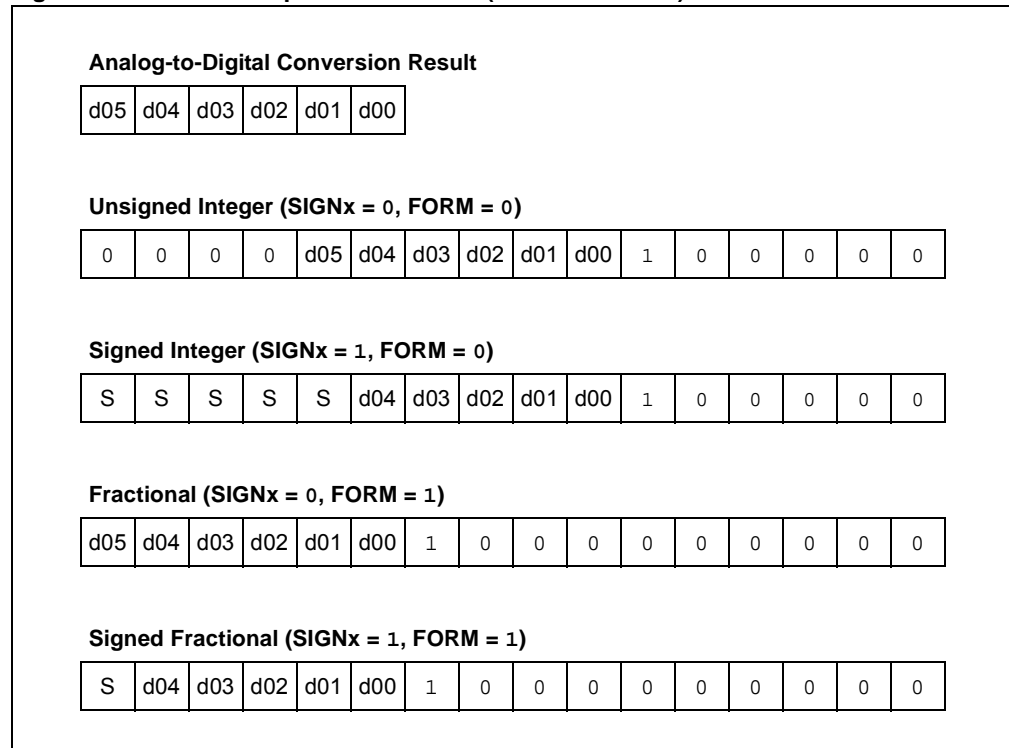 Analog-to-Digital Conversion Result
d05 d04 d03 d02 d01 d00
Unsigned Integer (SIGNx = 0, FORM = 0)
0 0 0 0 d05 d04 d03 d02 d01 d00 1 0 0 0 0 0
Signed Integer (SIGNx = 1, FORM = 0)
S S S S S d04 d03 d02 d01 d00 1 0 0 0 0 0
Fractional (SIGNx = 0, FORM = 1)
d05 d04 d03 d02 d01 d00 1 0 0 0 0 0 0 0 0 0
Signed Fractional (SIGNx = 1, FORM = 1)
S d04 d03 d02 d01 d00 1 0 0 0 0 0 0 0 0 0